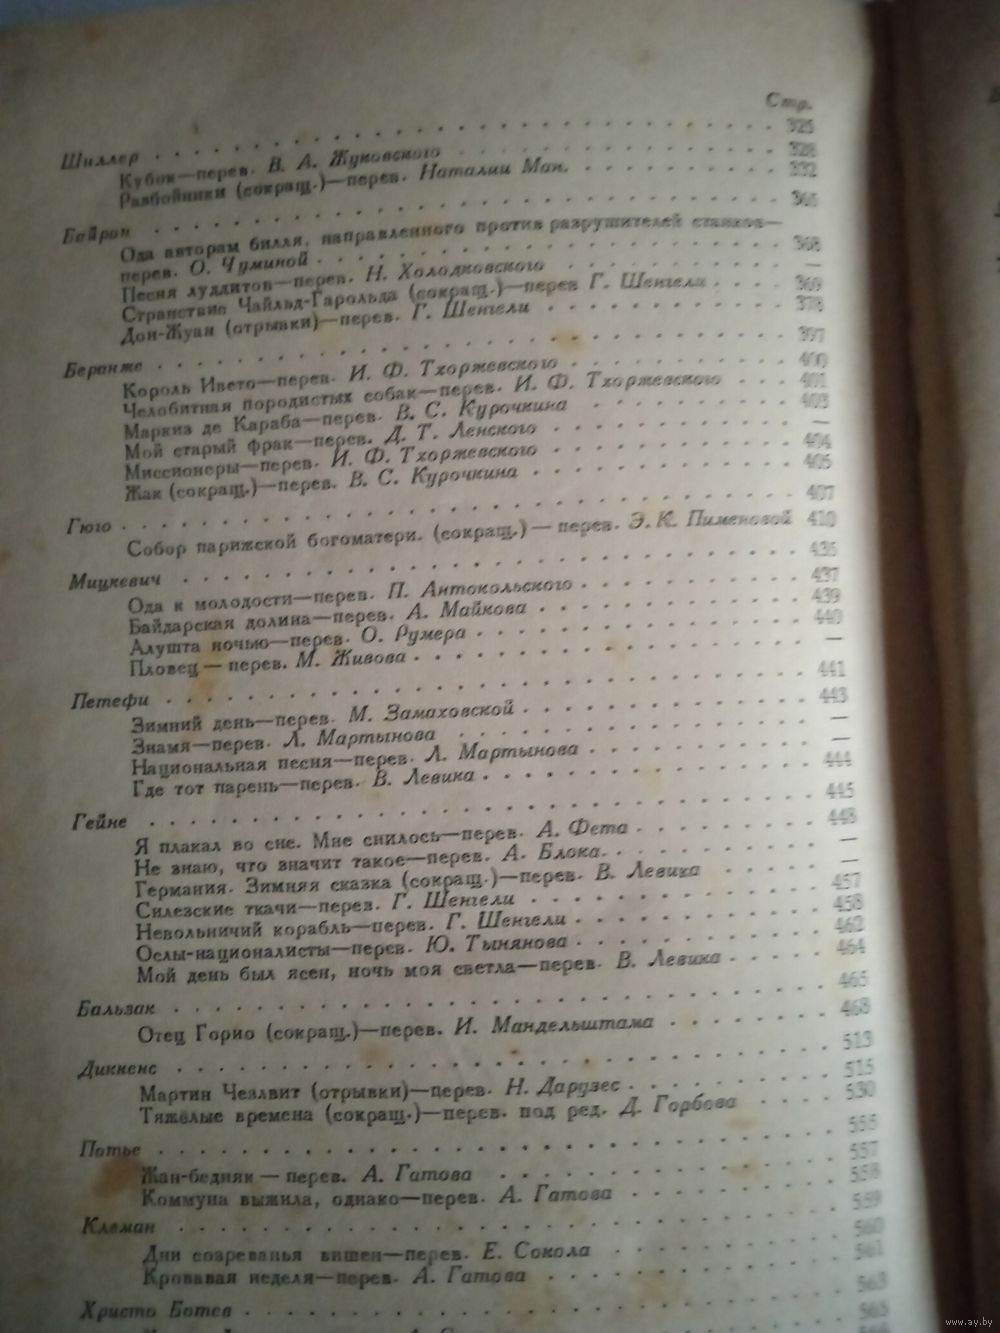 Стр.
Шиллер 325
Кубок—перев. В. А. Жуковского 328
Разбойники (сокращ.)—перев. Наталии Ман. 332
Байрон 365
Ода авторам билля, направленного против разрушителей станков—
перев. О. Чуминой 368
Песня луддитов—перев. Н. Холодковского —
Странствие Чайльд-Гарольда (сокращ.)—перев Г. Шенгели 369
Дон-Жуан (отрывки)—перев. Г. Шенгели 378
Беранже 397
Король Ивето—перев. И. Ф. Тхоржевского 400
Челобитная породистых собак—перев. И. Ф. Тхоржевского 401
Маркиз де Караба—перев. В. С. Курочкина 403
Мой старый фрак—перев. Д. Т. Ленского —
Миссионеры—перев. И. Ф. Тхоржевского 404
Жак (сокращ.)—перев. В. С. Курочкина 405
Гюго 407
Собор парижской богоматери. (сокращ.)—перев. Э. К. Пименовой 410
Мицкевич 435
Ода к молодости—перев. П. Антокольского 437
Байдарская долина—перев. А. Майкова 439
Алушта ночью—перев. О. Румера 440
Пловец—перев. М. Живова —
Петефи 441
Зимний день—перев. М. Замаховской 443
Знамя—перев. Л. Мартынова —
Национальная песня—перев. Л. Мартынова —
Где тот парень—перев. В. Левика 444
Гейне 445
Я плакал во сне. Мне снилось—перев. А. Фета 448
Не знаю, что значит такое—перев. А. Блока. —
Германия. Зимняя сказка (сокращ.)—перев. В. Левика —
Силезские ткачи—перев. Г. Шенгели 457
Невольничий корабль—перев. Г. Шенгели 458
Ослы-националисты—перев. Ю. Тынянова 462
Мой день был ясен, ночь моя светла—перев. В. Левика 464
Бальзак 465
Отец Горио (сокращ.)—перев. И. Мандельштама 468
Диккенс 513
Мартин Чезлвит (отрывки)—перев. Н. Дарузес 515
Тяжёлые времена (сокращ.)—перев. под ред. Д. Горбова 530
Потье 555
Жан-бедняк—перев. А. Гатова 557
Коммуна выжила, однако—перев. А. Гатова 558
Клеман 559
Дни созреванья вишен—перев. Е. Сокола 560
Кровавая неделя—перев. А. Гатова 561
Христо Ботев 563
565
www.ay.by